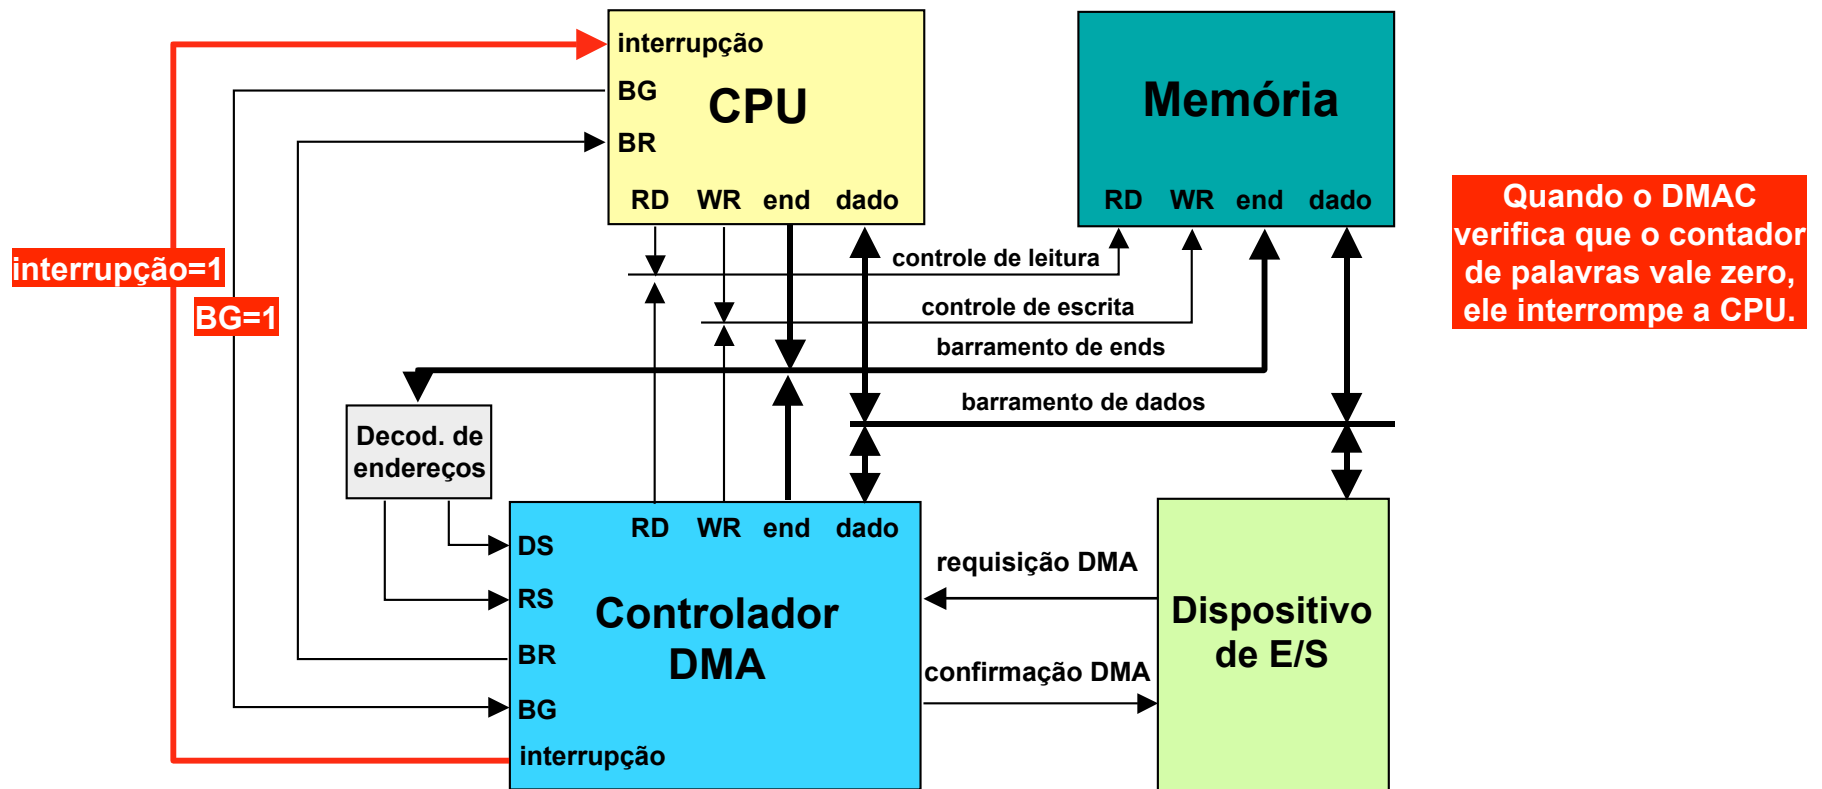 interrupção
BG
CPU
BR
RD WR end dado
Memória
RD WR end dado
Quando o DMAC
verifica que o contador
de palavras vale zero,
ele interrompe a CPU.
interrupção=1
BG=1
controle de leitura
controle de escrita
barramento de ends
barramento de dados
Decod. de
endereços
RD WR end dado
DS
RS
BR
BG
interrupção
Controlador
DMA
requisição DMA
confirmação DMA
Dispositivo
de E/S